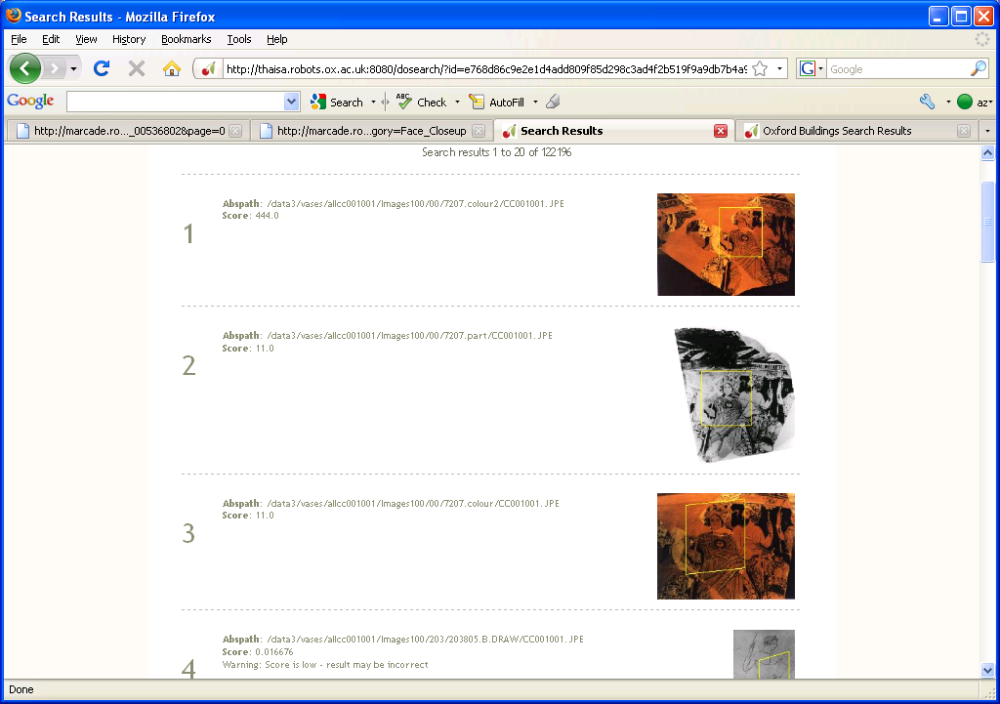 Search Results - Mozilla Firefox
File Edit View History Bookmarks Tools Help
http://thaisa.robots.ox.ac.uk:8080/dosearch/?id=e768d86c9e2e1d4add809f85d298c3ad4f2b519f9a9db7b4a9
G Google
Google Search ABC Check AutoFill az
http://marcade.ro..._005368028&page=0 http://marcade.ro...gory=Face_Closeup Search Results Oxford Buildings Search Results
Search results 1 to 20 of 122196
Abspath: /data3/vases/allcc001001/Images100/00/7207.colour2/CC001001.JPE
Score: 444.0
1
Abspath: /data3/vases/allcc001001/Images100/00/7207.part/CC001001.JPE
Score: 11.0
2
Abspath: /data3/vases/allcc001001/Images100/00/7207.colour/CC001001.JPE
Score: 11.0
3
Abspath: /data3/vases/allcc001001/Images100/203/203805.B.DRAW/CC001001.JPE
Score: 0.016676
Warning: Score is low - result may be incorrect
4
Done